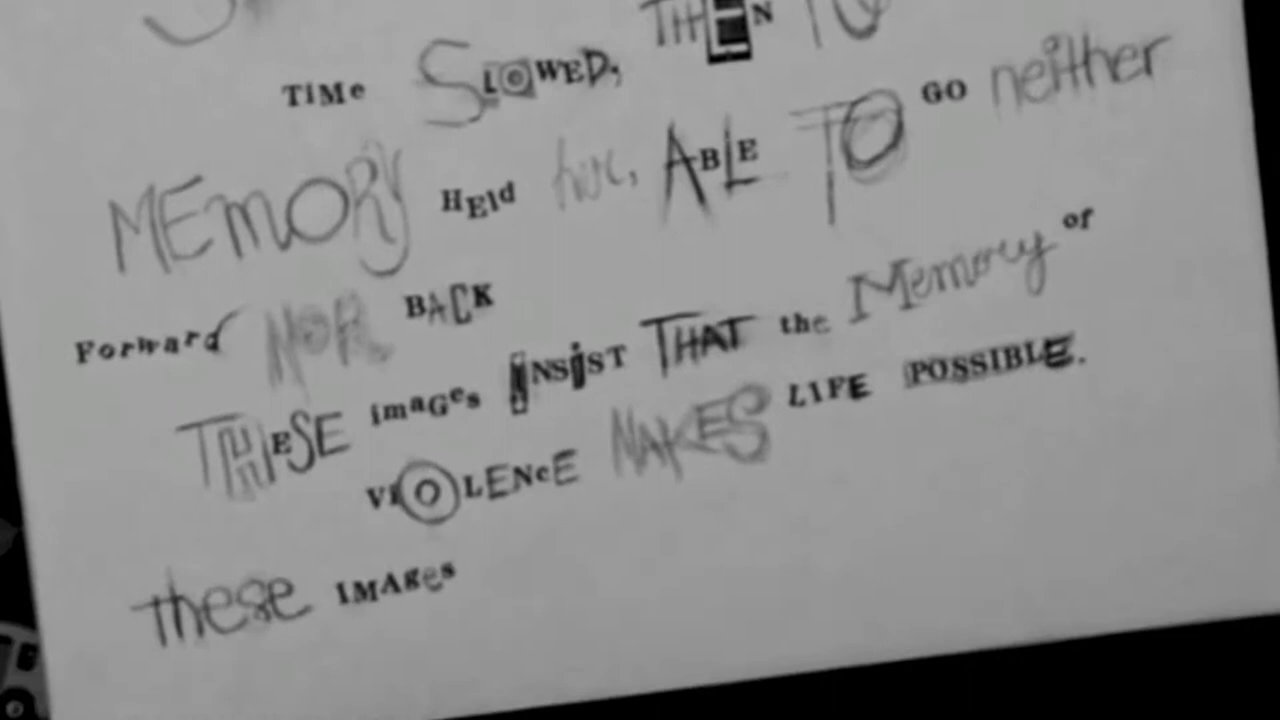 THEN
TiMe SLOWED,
GO neither
MEmORY HEld her, ABLE TO
Forward NOR BACK
of
THESE imaGes iNSiST THAT the Memory
VIOLENcE MAKES LIFE POSSIBLE.
these IMAges